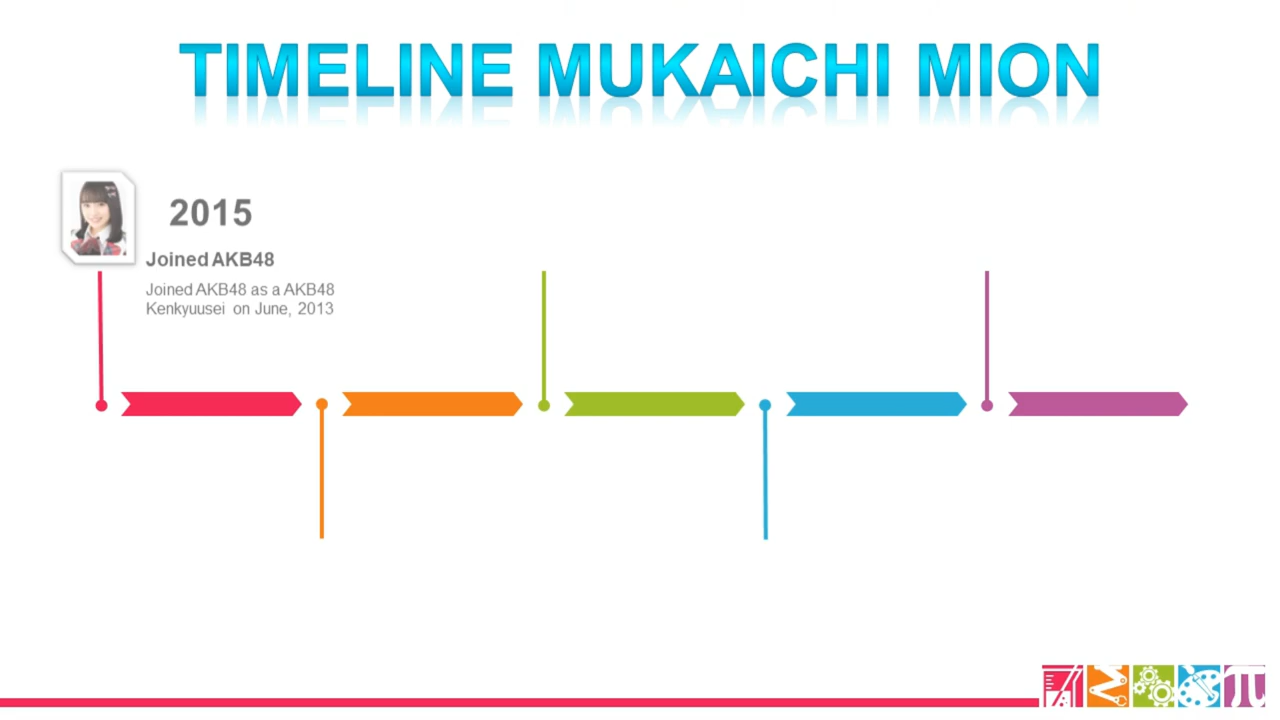 TIMELINE MUKAICHI MION
2015
Joined AKB48
Joined AKB48 as a AKB48
Kenkyuusei on June, 2013
π